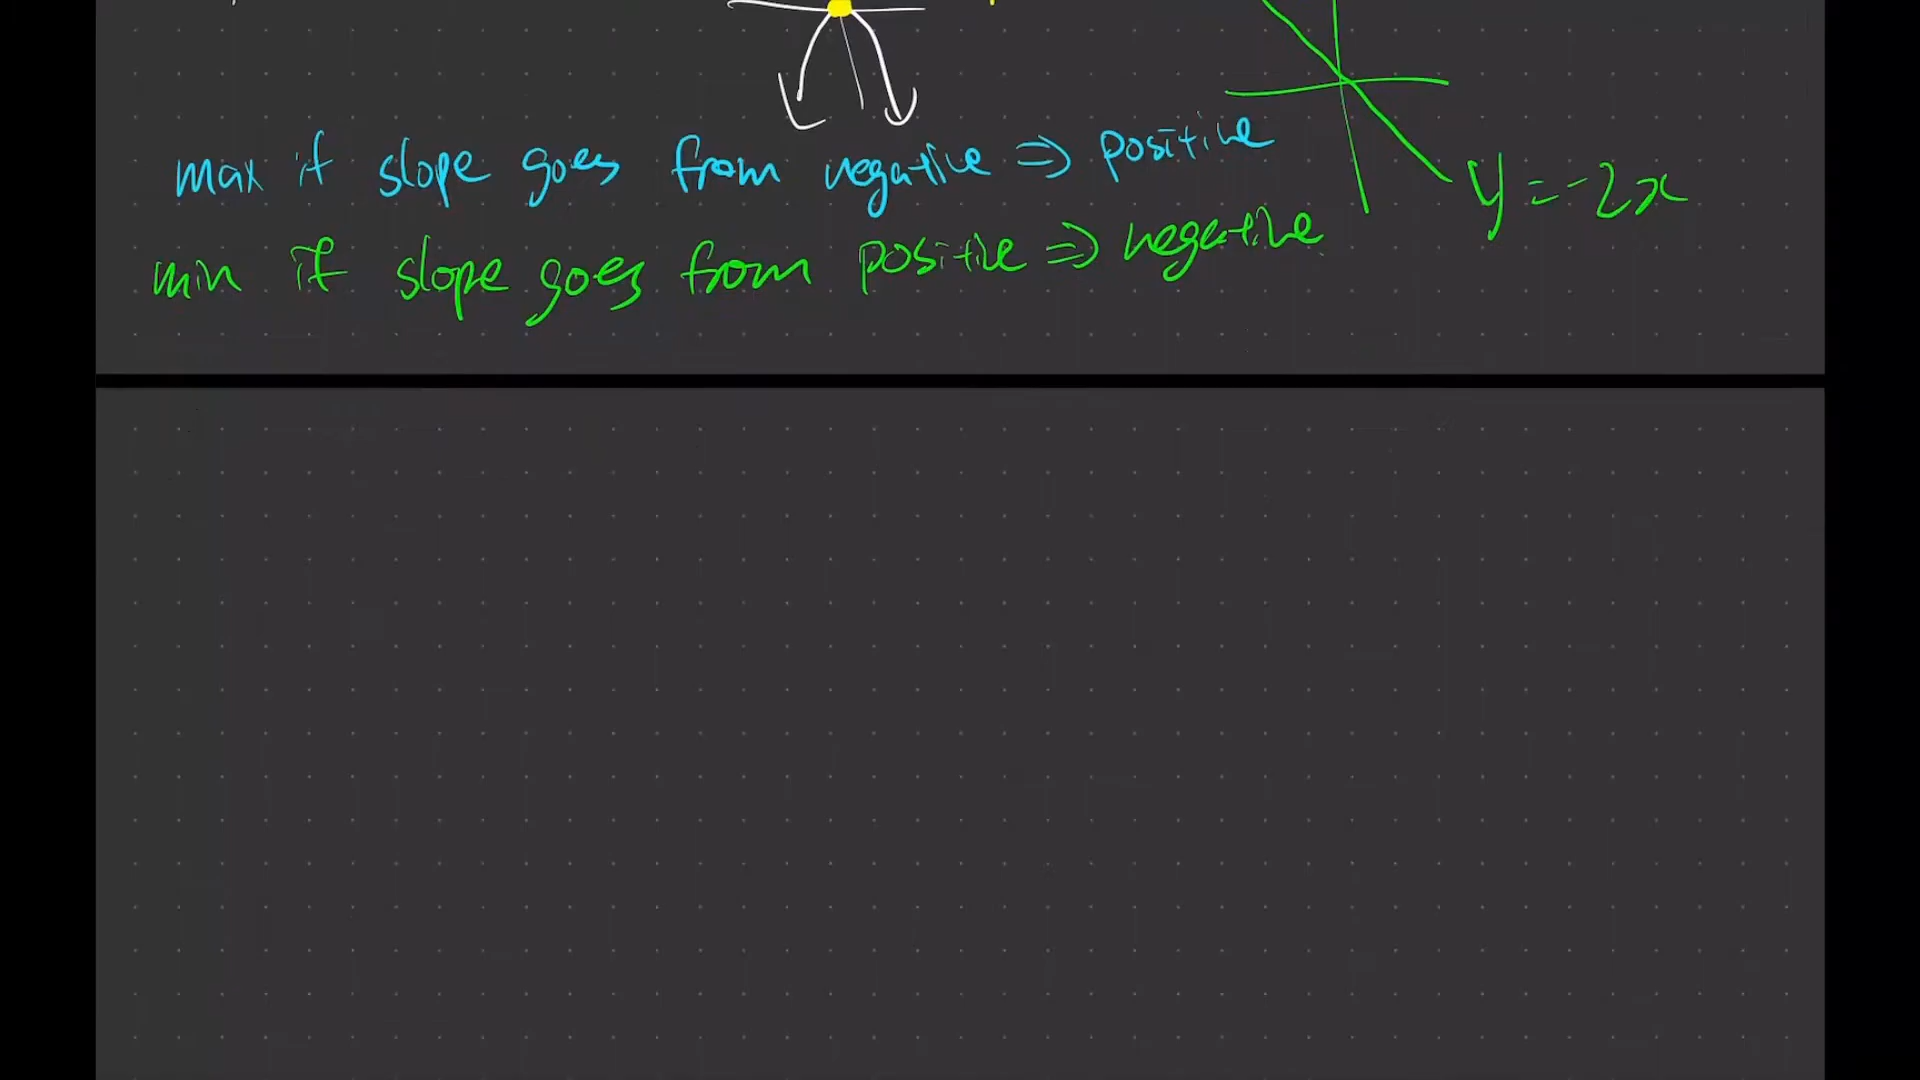 max if slope goes from negative ⇒ positive
y = -2x
min if slope goes from positive ⇒ negative